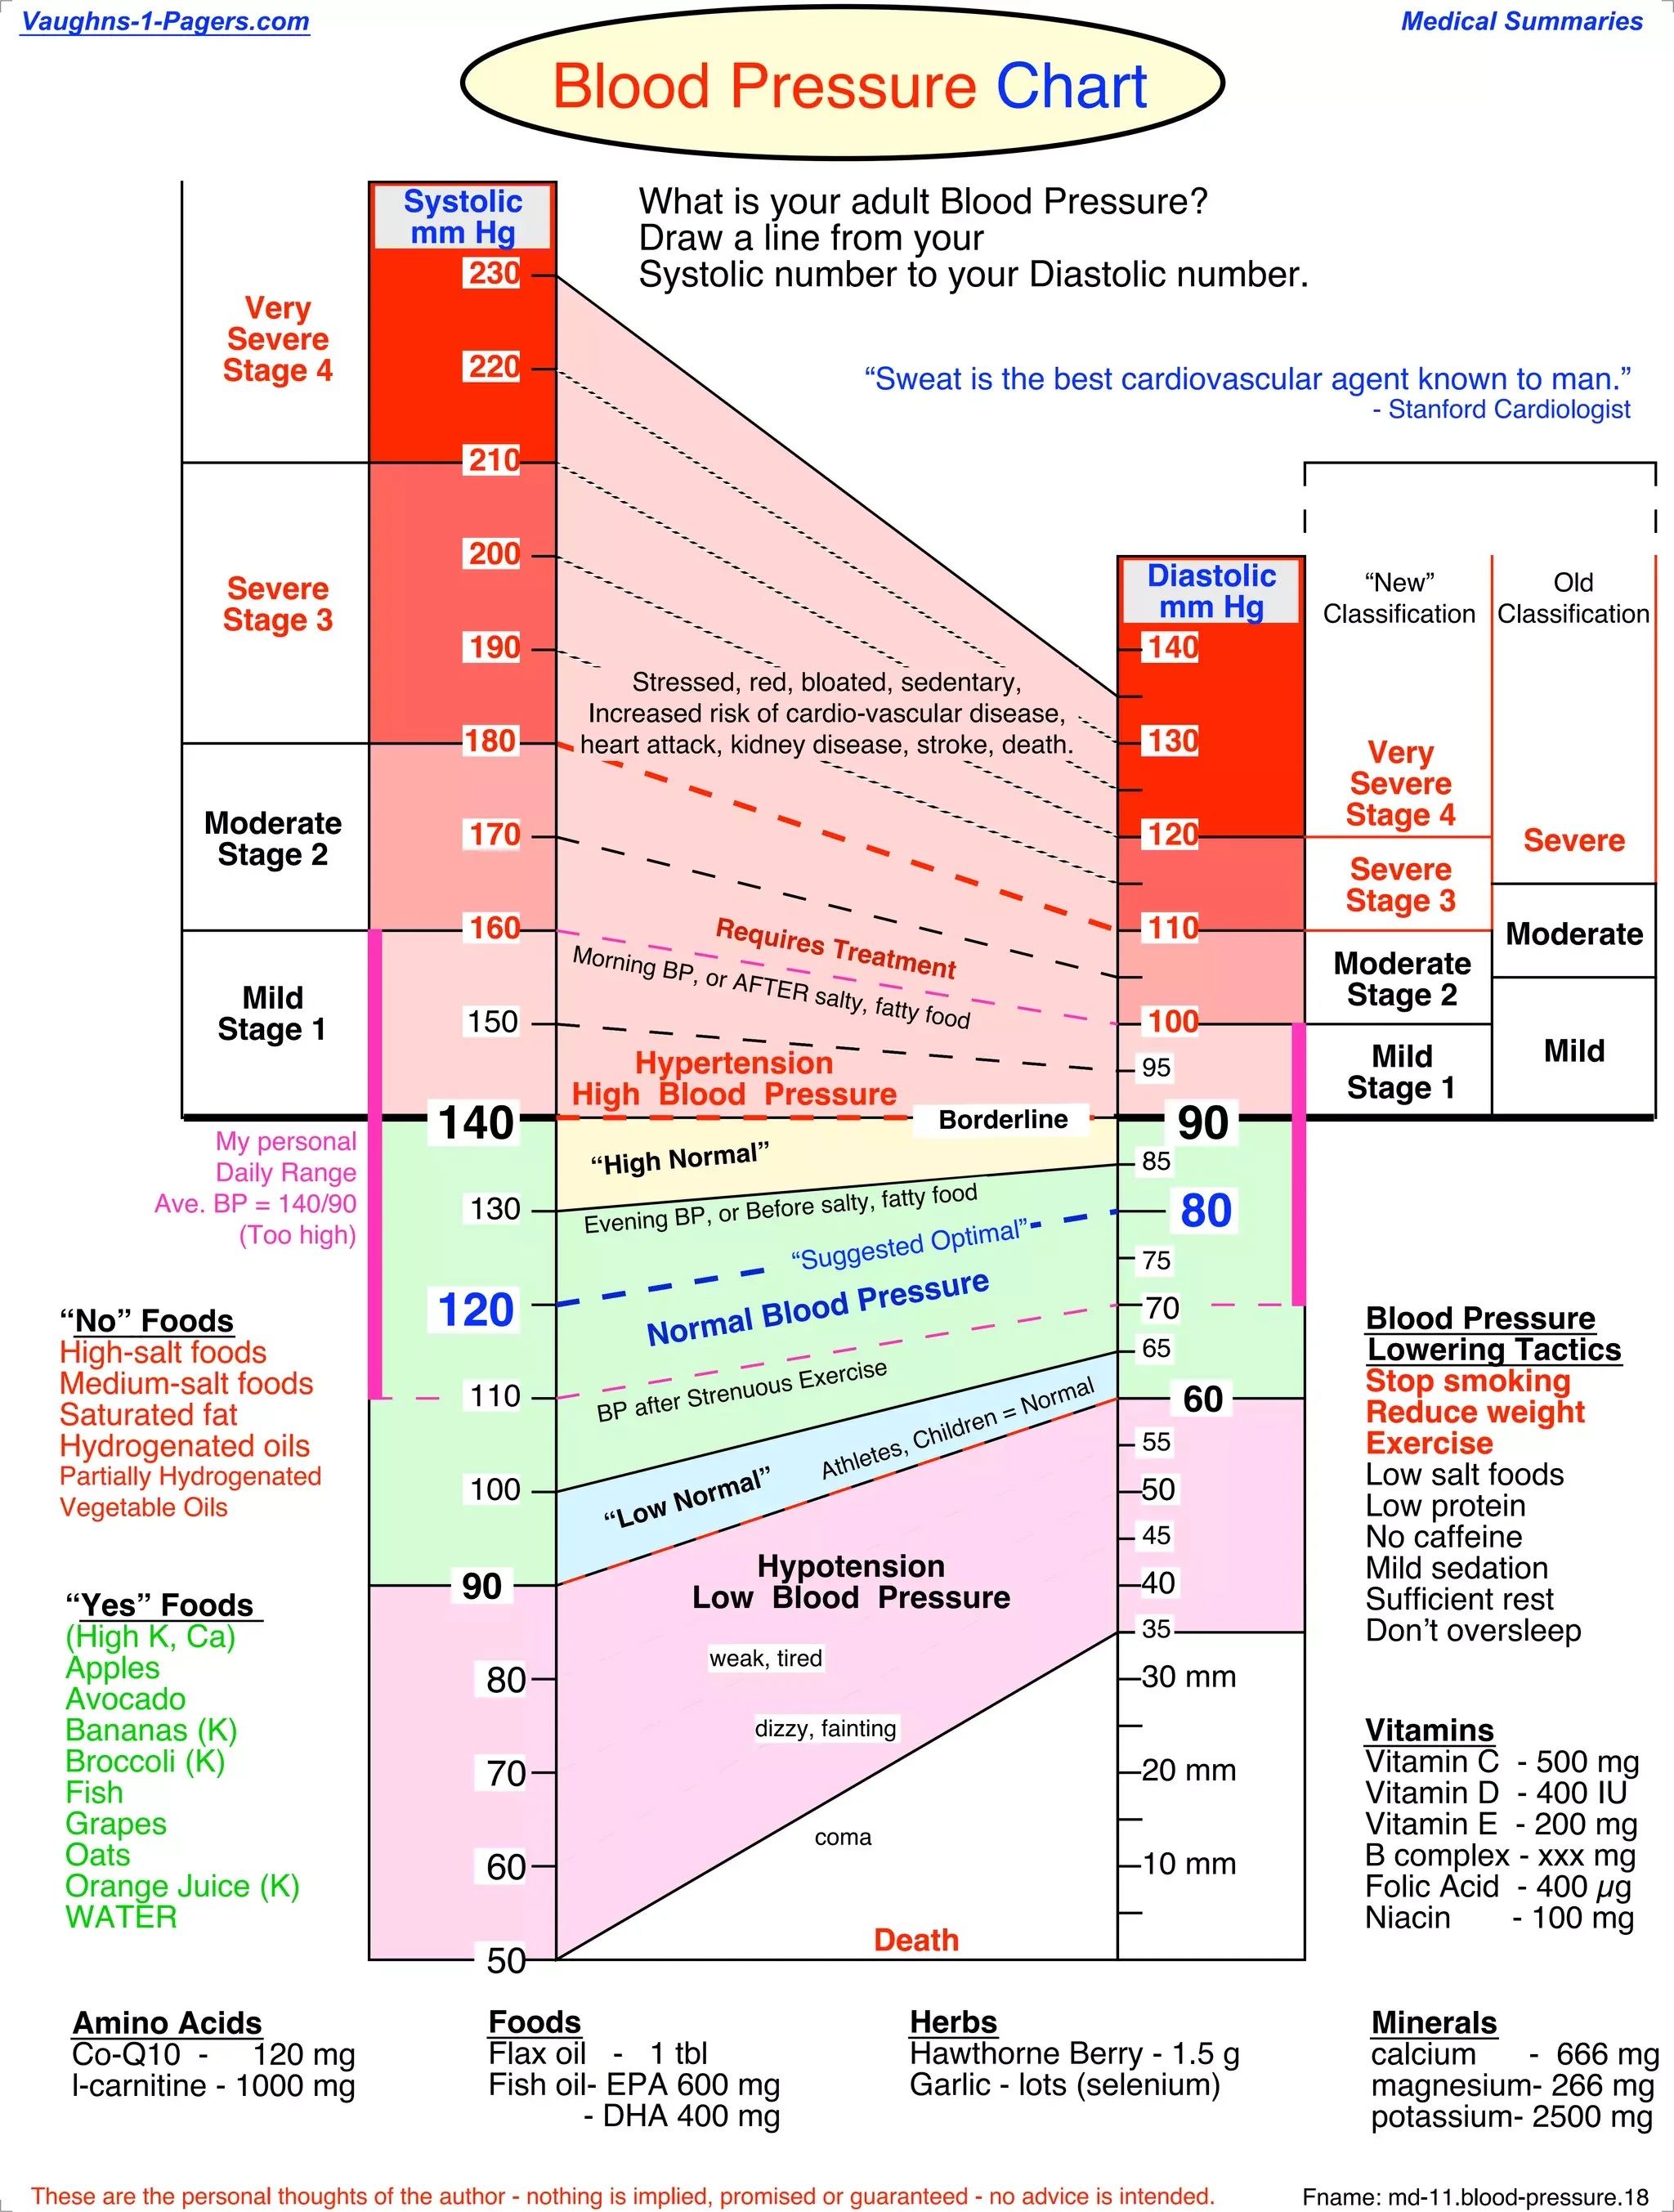 Vaughns-1-Pagers.com
Medical Summaries
Blood Pressure Chart
Systolic
mm Hg
What is your adult Blood Pressure?
Draw a line from your
Systolic number to your Diastolic number.
“Sweat is the best cardiovascular agent known to man.”
- Stanford Cardiologist
Very
Severe
Stage 4
Severe
Stage 3
Moderate
Stage 2
Mild
Stage 1
230
220
210
200
190
180
170
160
150
140
130
120
110
100
90
80
70
60
50
Stressed, red, bloated, sedentary,
Increased risk of cardio-vascular disease,
heart attack, kidney disease, stroke, death.
Requires Treatment
Morning BP, or AFTER salty, fatty food
Hypertension
High Blood Pressure
Borderline
“High Normal”
Evening BP, or Before salty, fatty food
“Suggested Optimal”
Normal Blood Pressure
BP after Strenuous Exercise
Athletes, Children = Normal
“Low Normal”
Hypotension
Low Blood Pressure
weak, tired
dizzy, fainting
coma
Death
Diastolic
mm Hg
140
130
120
110
100
95
90
85
80
75
70
65
60
55
50
45
40
35
30 mm
20 mm
10 mm
“New”
Classification
Very
Severe
Stage 4
Severe
Stage 3
Moderate
Stage 2
Mild
Stage 1
Old
Classification
Severe
Moderate
Mild
My personal
Daily Range
Ave. BP = 140/90
(Too high)
“No” Foods
High-salt foods
Medium-salt foods
Saturated fat
Hydrogenated oils
Partially Hydrogenated
Vegetable Oils
“Yes” Foods
(High K, Ca)
Apples
Avocado
Bananas (K)
Broccoli (K)
Fish
Grapes
Oats
Orange Juice (K)
WATER
Blood Pressure
Lowering Tactics
Stop smoking
Reduce weight
Exercise
Low salt foods
Low protein
No caffeine
Mild sedation
Sufficient rest
Don’t oversleep
Vitamins
Vitamin C - 500 mg
Vitamin D - 400 IU
Vitamin E - 200 mg
B complex - xxx mg
Folic Acid - 400 µg
Niacin - 100 mg
Amino Acids
Co-Q10 - 120 mg
l-carnitine - 1000 mg
Foods
Flax oil - 1 tbl
Fish oil- EPA 600 mg
- DHA 400 mg
Herbs
Hawthorne Berry - 1.5 g
Garlic - lots (selenium)
Minerals
calcium - 666 mg
magnesium- 266 mg
potassium- 2500 mg
These are the personal thoughts of the author - nothing is implied, promised or guaranteed - no advice is intended.
Fname: md-11.blood-pressure.18